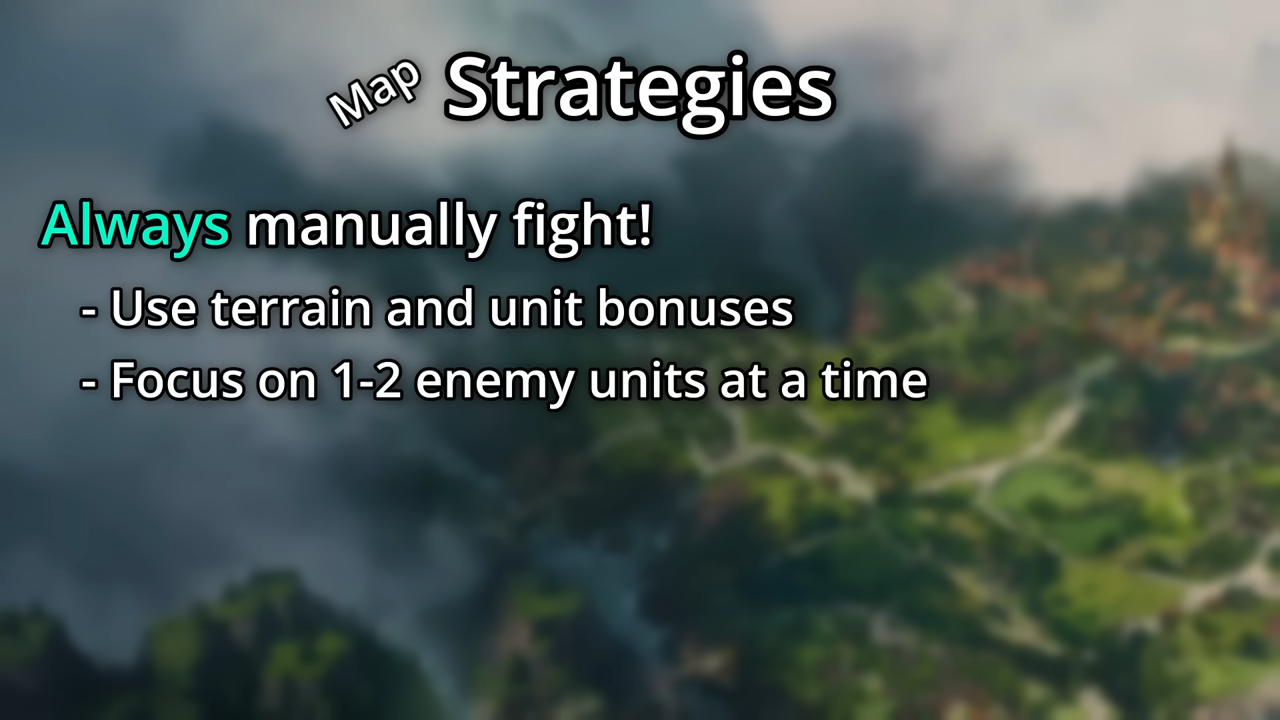 Map Strategies
Always manually fight!
- Use terrain and unit bonuses
- Focus on 1-2 enemy units at a time